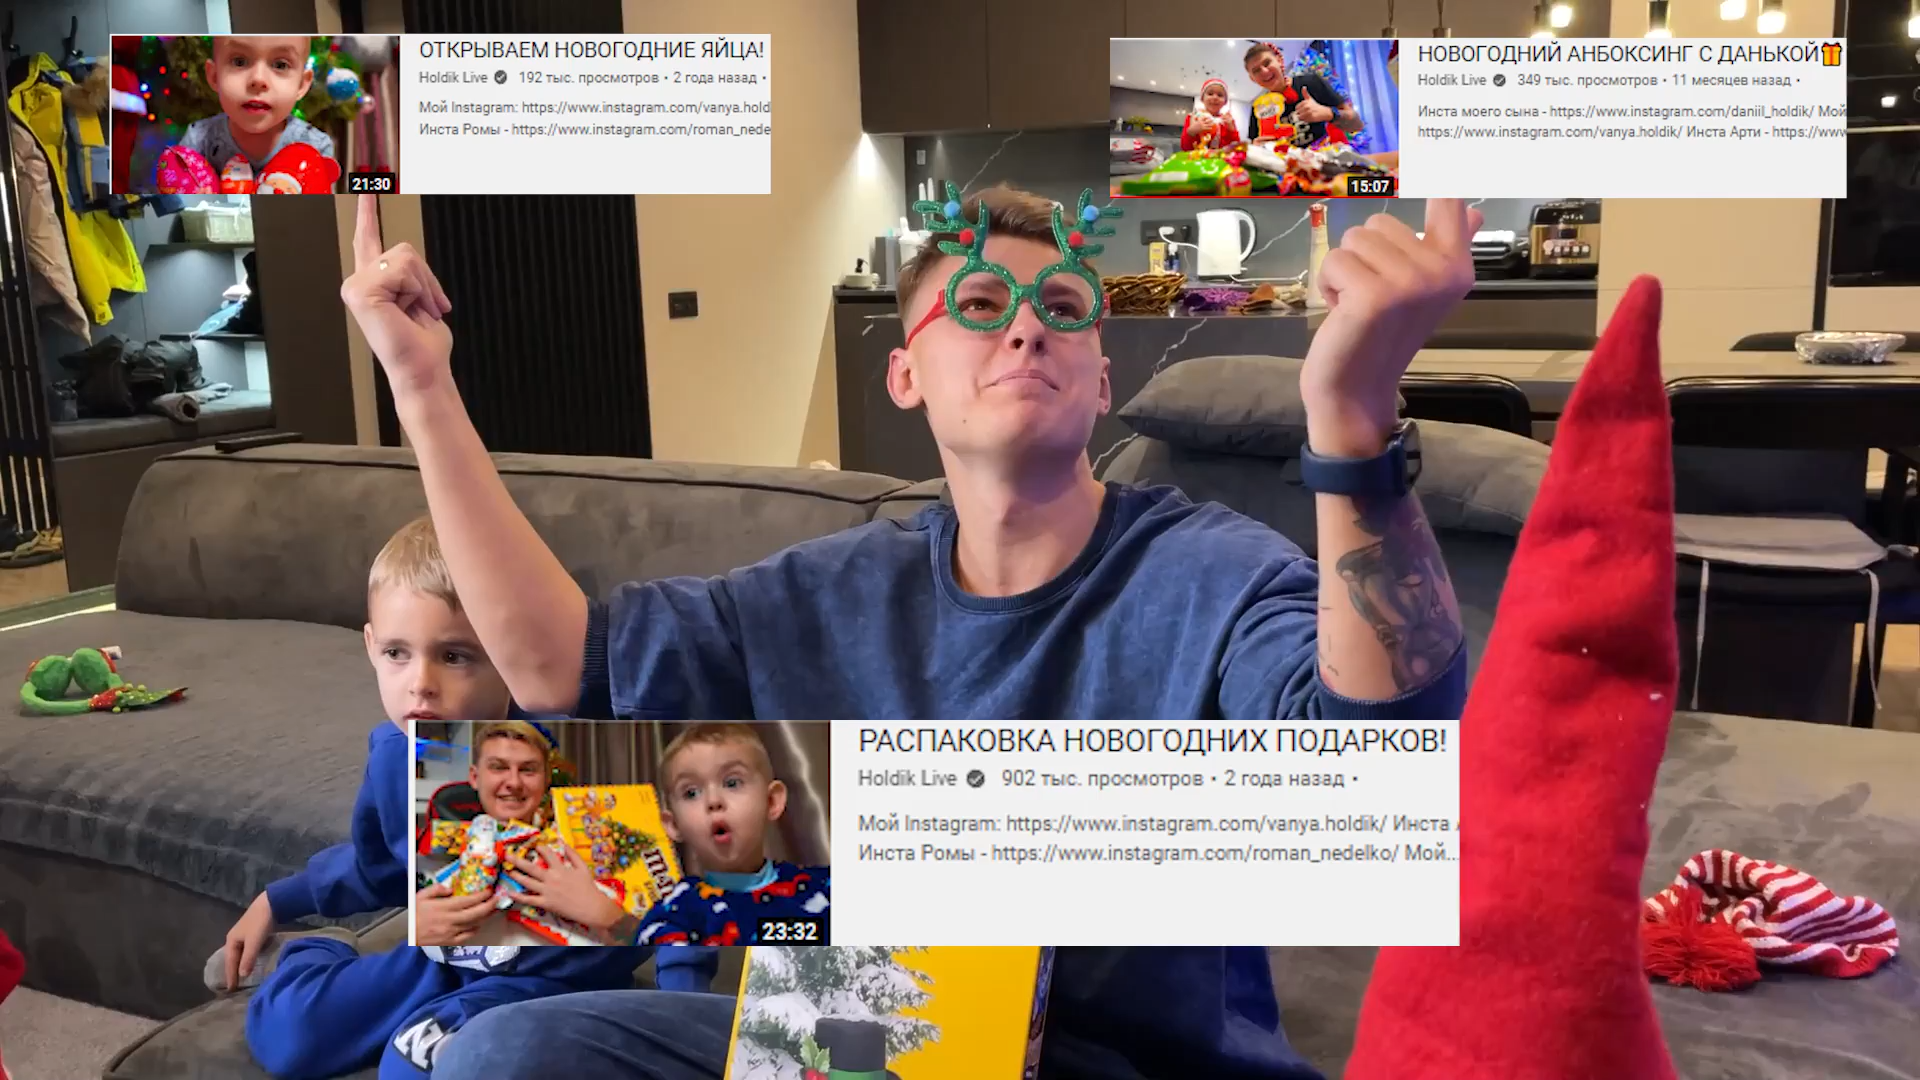 ОТКРЫВАЕМ НОВОГОДНИЕ ЯЙЦА!
Holdik Live 192 тыс. просмотров • 2 года назад •
Мой Instagram: https://www.instagram.com/vanya.hold
Инста Ромы - https://www.instagram.com/roman_nede
21:30
НОВОГОДНИЙ АНБОКСИНГ С ДАНЬКОЙ🎁
Holdik Live 349 тыс. просмотров • 11 месяцев назад •
Инста моего сына - https://www.instagram.com/daniil_holdik/ Мой
https://www.instagram.com/vanya.holdik/ Инста Арти - https://www
15:07
РАСПАКОВКА НОВОГОДНИХ ПОДАРКОВ!
Holdik Live 902 тыс. просмотров • 2 года назад •
Мой Instagram: https://www.instagram.com/vanya.holdik/ Инста
Инста Ромы - https://www.instagram.com/roman_nedelko/ Мой...
m&m
23:32